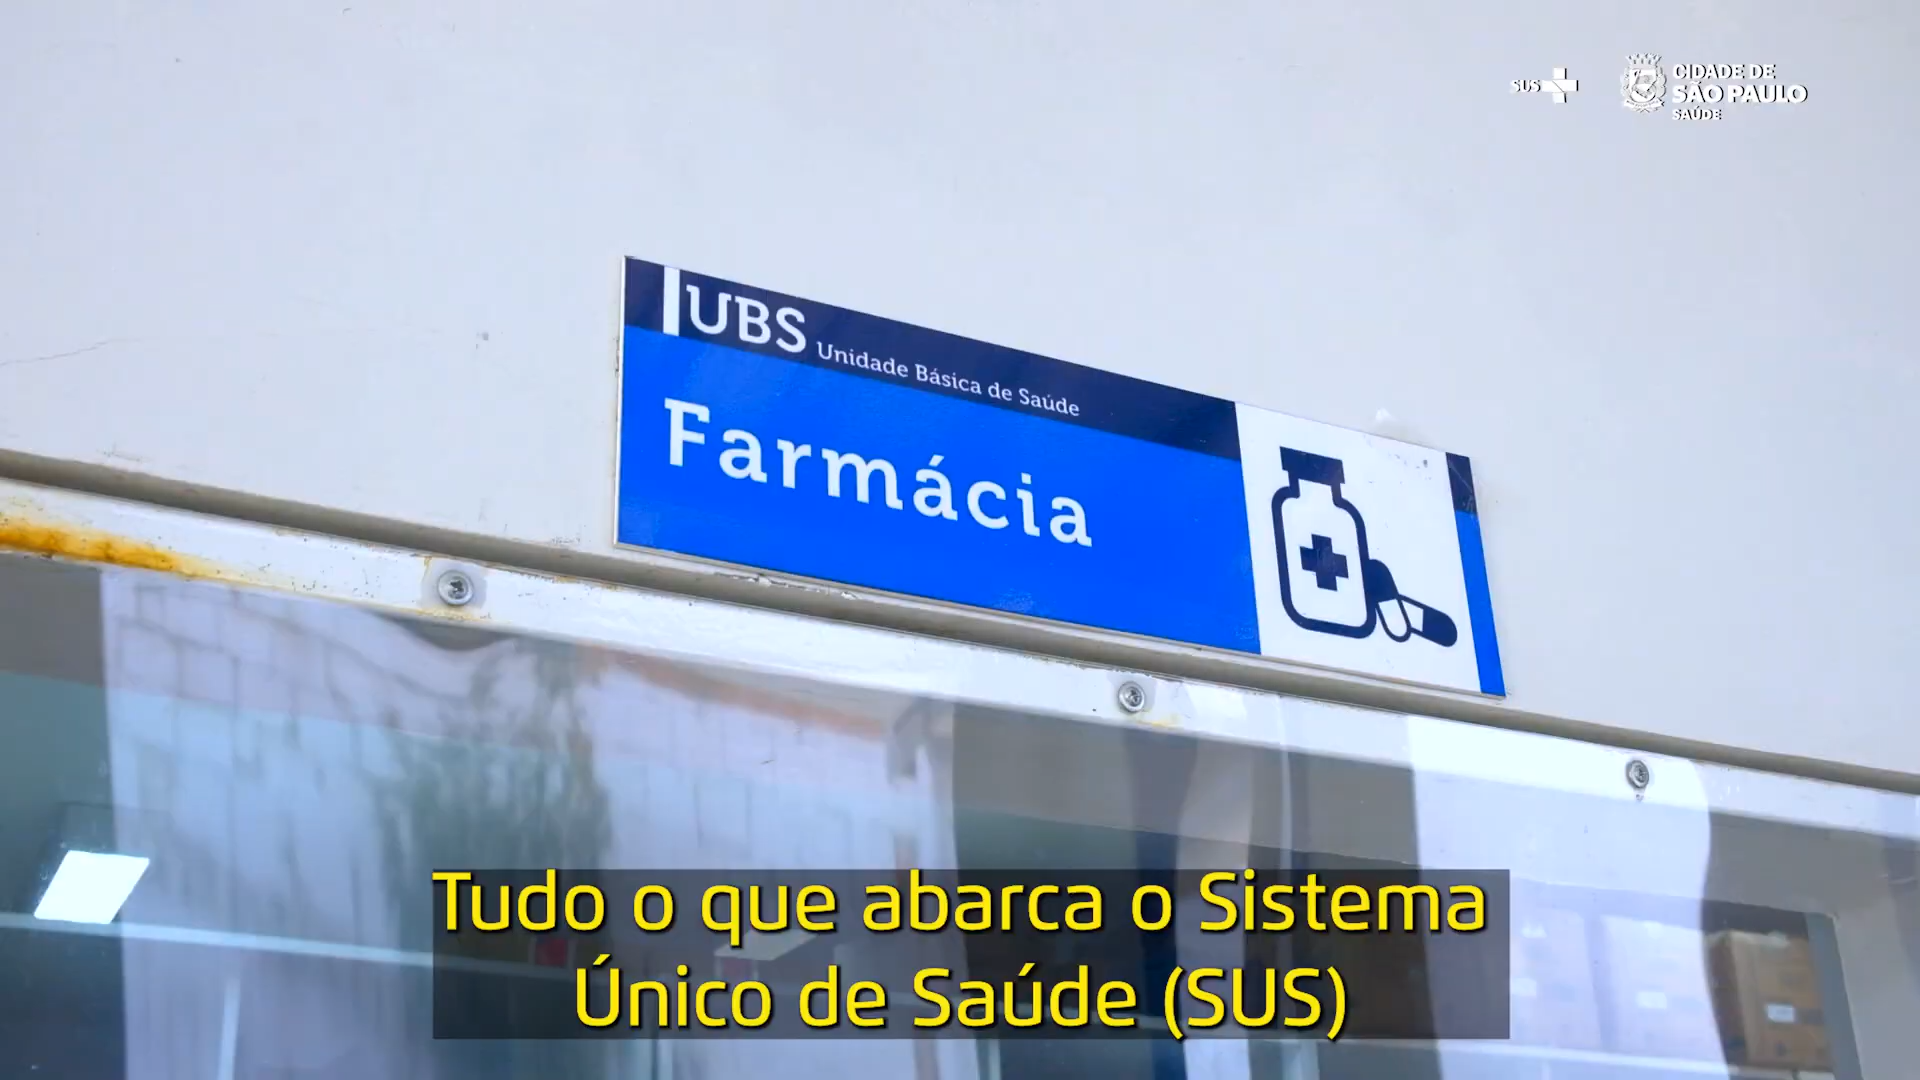 SUS
CIDADE DE
SÃO PAULO
SAÚDE
UBS Unidade Básica de Saúde
Farmácia
Tudo o que abarca o Sistema
Único de Saúde (SUS)